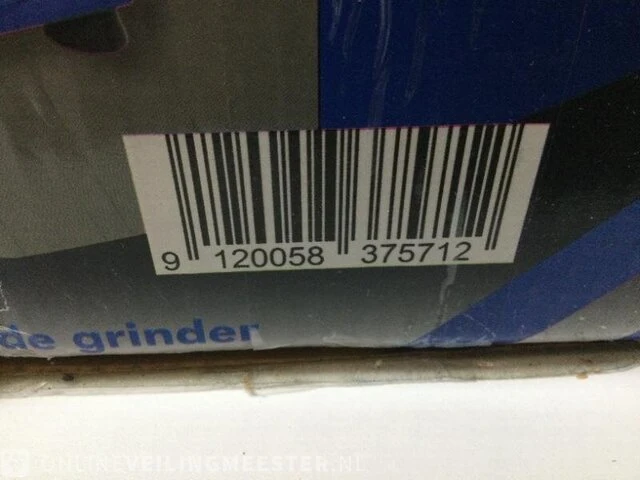 9 120058 375712
de grinder
ONLINEVEILINGMEESTER.NL